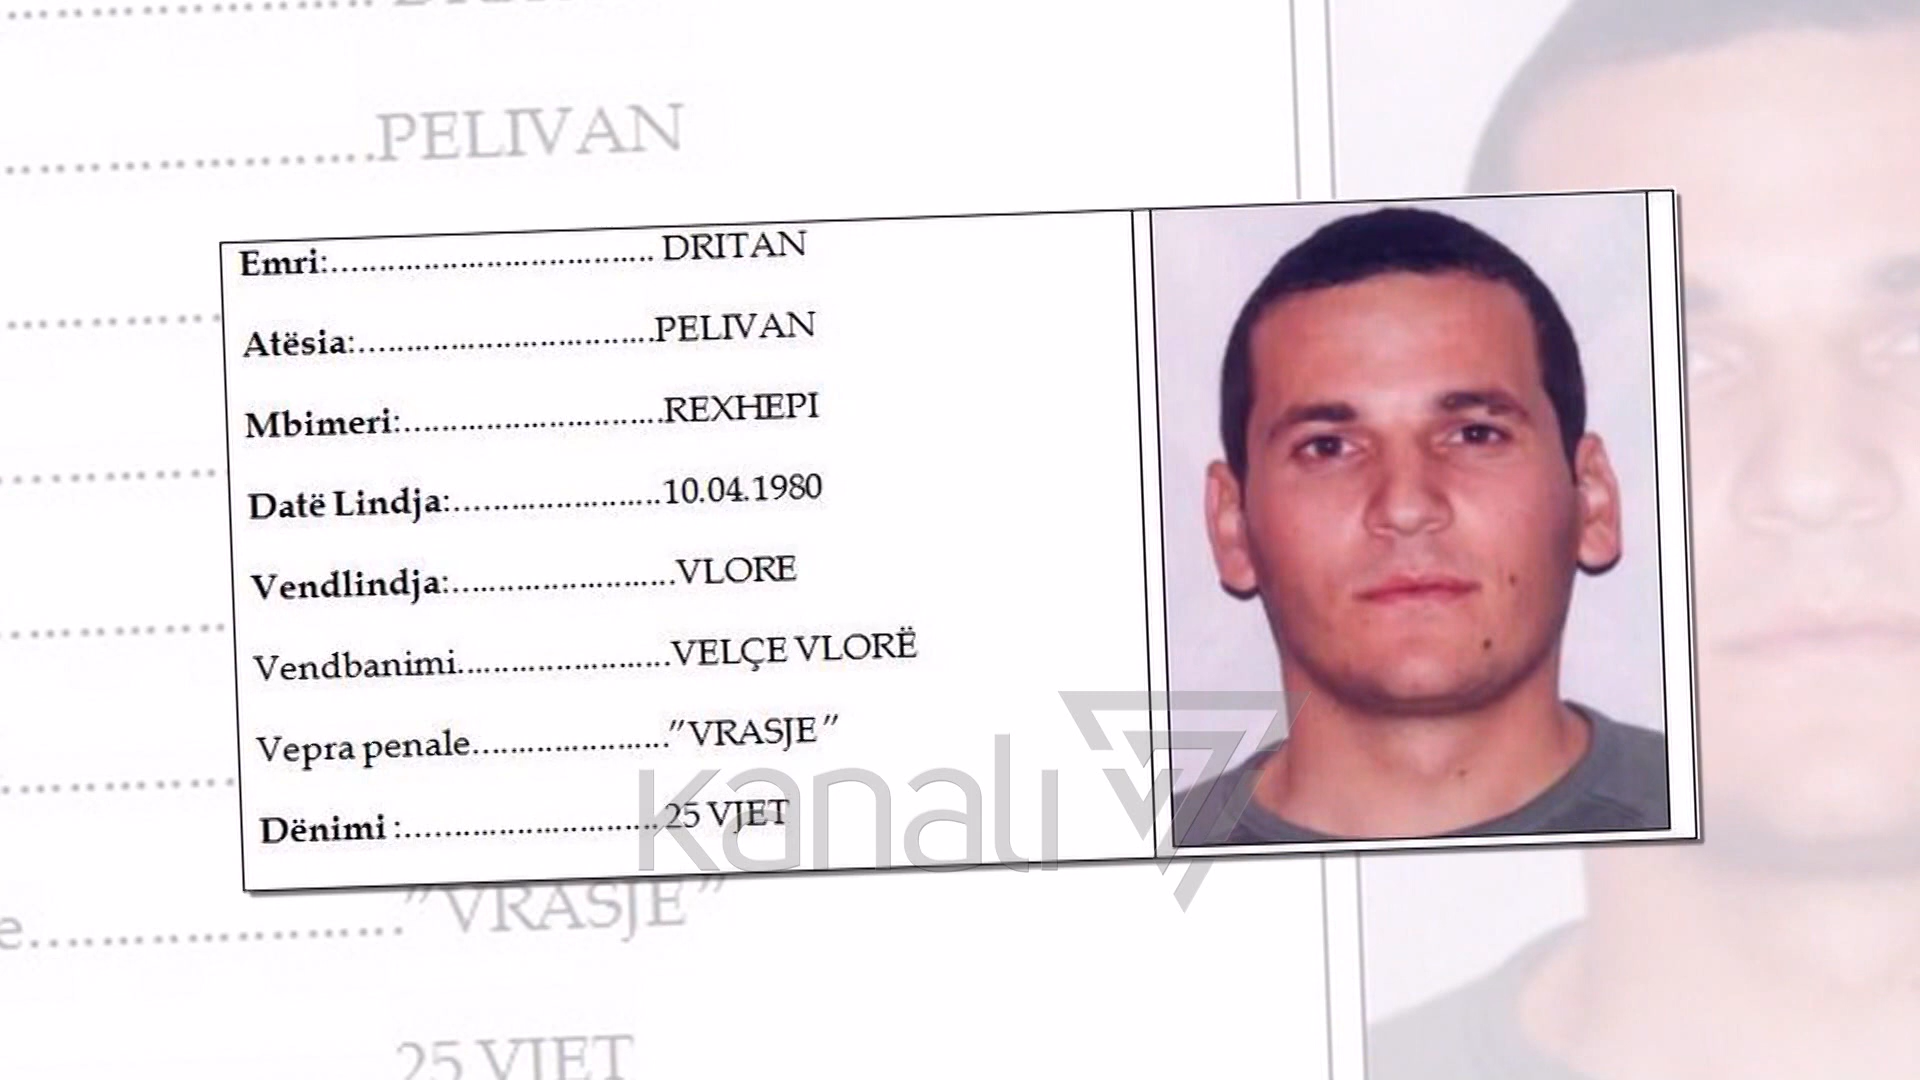 PELIVAN
Emri:.................................... DRITAN
Atësia:.................................PELIVAN
Mbimeri:.............................REXHEPI
Datë Lindja:.......................10.04.1980
Vendlindja:.........................VLORE
Vendbanimi........................VELÇE VLORË
Vepra penale......................"VRASJE"
Dënimi :............................25 VJET
kanali 7
"VRASJE"
25 VJET